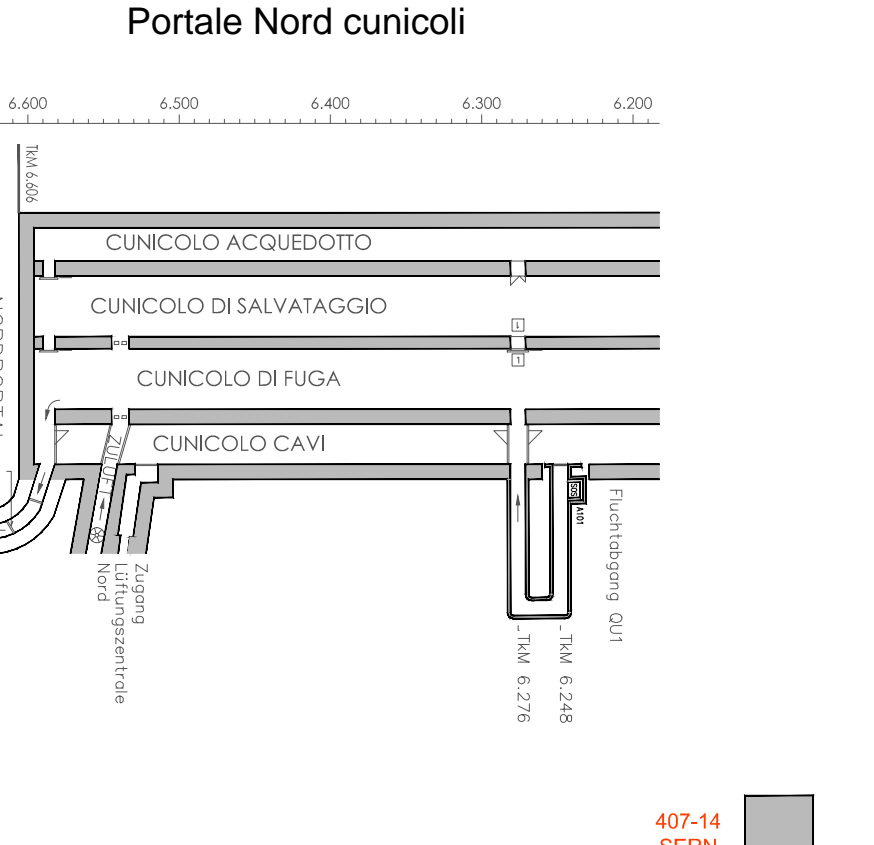 Portale Nord cunicoli
6.600
6.500
6.400
6.300
6.200
TkM 6.606
CUNICOLO ACQUEDOTTO
CUNICOLO DI SALVATAGGIO
1
1
CUNICOLO DI FUGA
CUNICOLO CAVI
ZULUFT
SOS
A101
Fluchtabgang QU1
Zugang
Lüftungszentrale
Nord
TkM 6.276
TkM 6.248
407-14